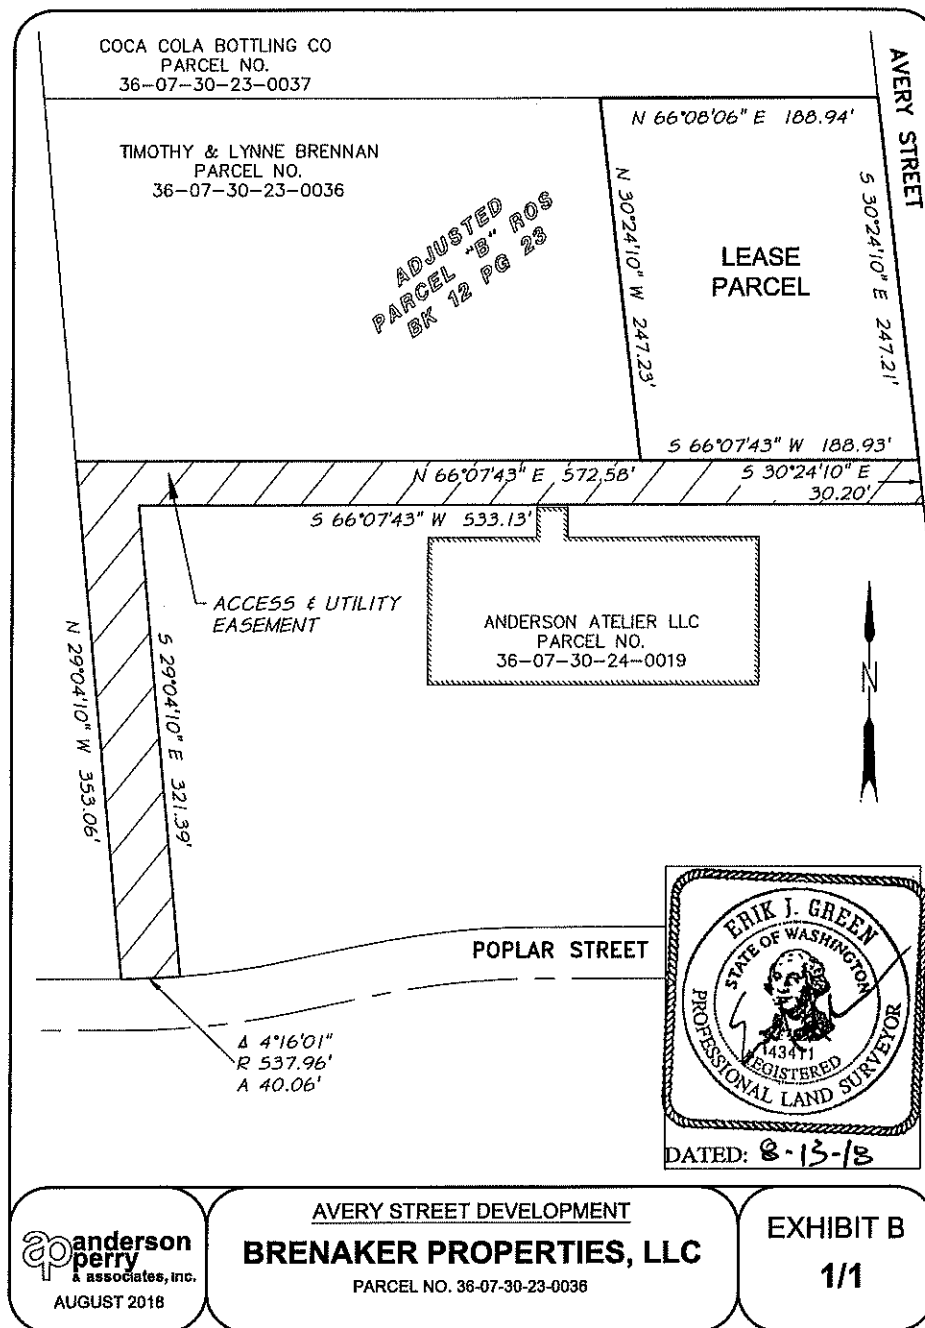 COCA COLA BOTTLING CO
PARCEL NO.
36-07-30-23-0037
AVERY STREET
N 66°08'06" E 188.94'
TIMOTHY & LYNNE BRENNAN
PARCEL NO.
36-07-30-23-0036
ADJUSTED
PARCEL "B" ROS
BK 12 PG 23
N 30°24'10" W 247.23'
LEASE
PARCEL
S 30°24'10" E 247.21'
S 66°07'43" W 188.93'
N 66°07'43" E 572.58'
S 30°24'10" E
30.20'
S 66°07'43" W 533.13'
ACCESS & UTILITY
EASEMENT
ANDERSON ATELIER LLC
PARCEL NO.
36-07-30-24-0019
N 29°04'10" W 353.06'
S 29°04'10" E 321.39'
N
POPLAR STREET
Δ 4°16'01"
R 537.96'
A 40.06'
ERIK J. GREEN
STATE OF WASHINGTON
43411
REGISTERED
PROFESSIONAL LAND SURVEYOR
DATED: 8-13-18
ap anderson
perry
& associates, inc.
AUGUST 2018
AVERY STREET DEVELOPMENT
BRENAKER PROPERTIES, LLC
PARCEL NO. 36-07-30-23-0036
EXHIBIT B
1/1